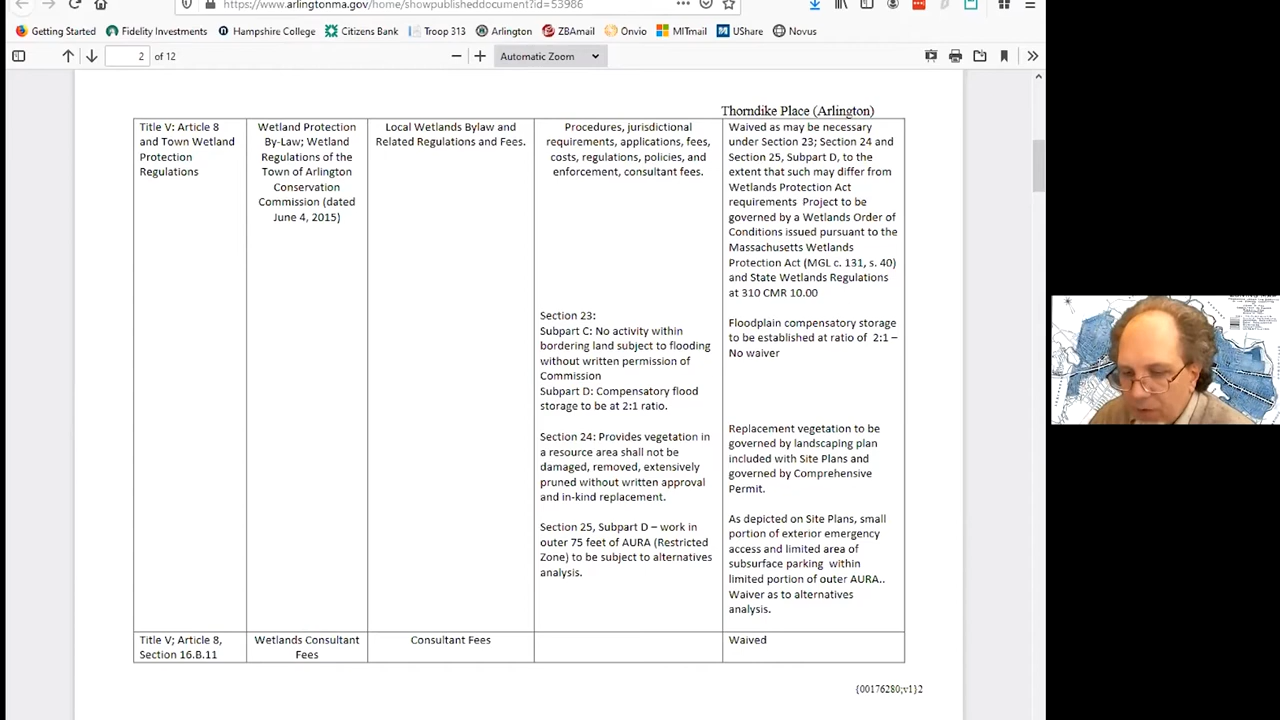 https://www.arlingtonma.gov/home/showpublisheddocument?id=53986
Getting Started
Fidelity Investments
Hampshire College
Citizens Bank
Troop 313
Arlington
ZBAmail
Onvio
MITmail
UShare
Novus
2 of 12
Automatic Zoom
Thorndike Place (Arlington)
Title V: Article 8
and Town Wetland
Protection
Regulations
Wetland Protection
By-Law; Wetland
Regulations of the
Town of Arlington
Conservation
Commission (dated
June 4, 2015)
Local Wetlands Bylaw and
Related Regulations and Fees.
Procedures, jurisdictional
requirements, applications, fees,
costs, regulations, policies, and
enforcement, consultant fees.
Section 23:
Subpart C: No activity within
bordering land subject to flooding
without written permission of
Commission
Subpart D: Compensatory flood
storage to be at 2:1 ratio.
Section 24: Provides vegetation in
a resource area shall not be
damaged, removed, extensively
pruned without written approval
and in-kind replacement.
Section 25, Subpart D – work in
outer 75 feet of AURA (Restricted
Zone) to be subject to alternatives
analysis.
Waived as may be necessary
under Section 23; Section 24 and
Section 25, Subpart D, to the
extent that such may differ from
Wetlands Protection Act
requirements Project to be
governed by a Wetlands Order of
Conditions issued pursuant to the
Massachusetts Wetlands
Protection Act (MGL c. 131, s. 40)
and State Wetlands Regulations
at 310 CMR 10.00
Floodplain compensatory storage
to be established at ratio of 2:1 –
No waiver
Replacement vegetation to be
governed by landscaping plan
included with Site Plans and
governed by Comprehensive
Permit.
As depicted on Site Plans, small
portion of exterior emergency
access and limited area of
subsurface parking within
limited portion of outer AURA..
Waiver as to alternatives
analysis.
Title V; Article 8,
Section 16.B.11
Wetlands Consultant
Fees
Consultant Fees
Waived
{00176280;v1}2